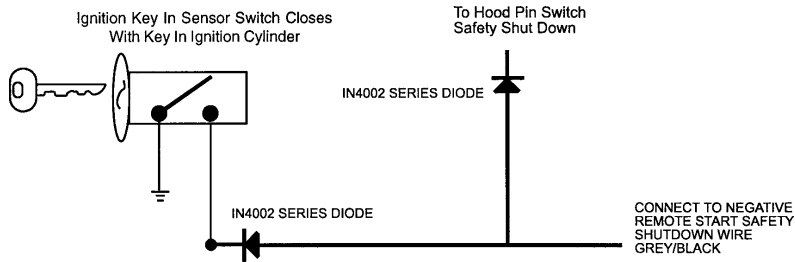 Ignition Key In Sensor Switch Closes
With Key In Ignition Cylinder
To Hood Pin Switch
Safety Shut Down
IN4002 SERIES DIODE
IN4002 SERIES DIODE
CONNECT TO NEGATIVE
REMOTE START SAFETY
SHUTDOWN WIRE
GREY/BLACK